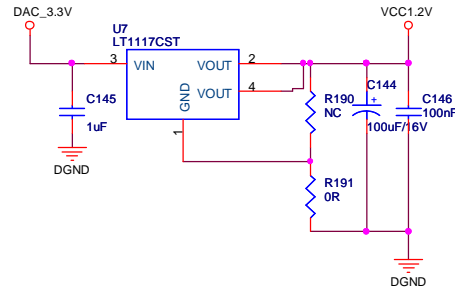 DAC_3.3V
VCC1.2V
U7
LT1117CST
3
VIN
VOUT
2
VOUT
4
GND
1
C145
1uF
DGND
R190
NC
C144
+
100uF/16V
C146
100nF
R191
0R
DGND